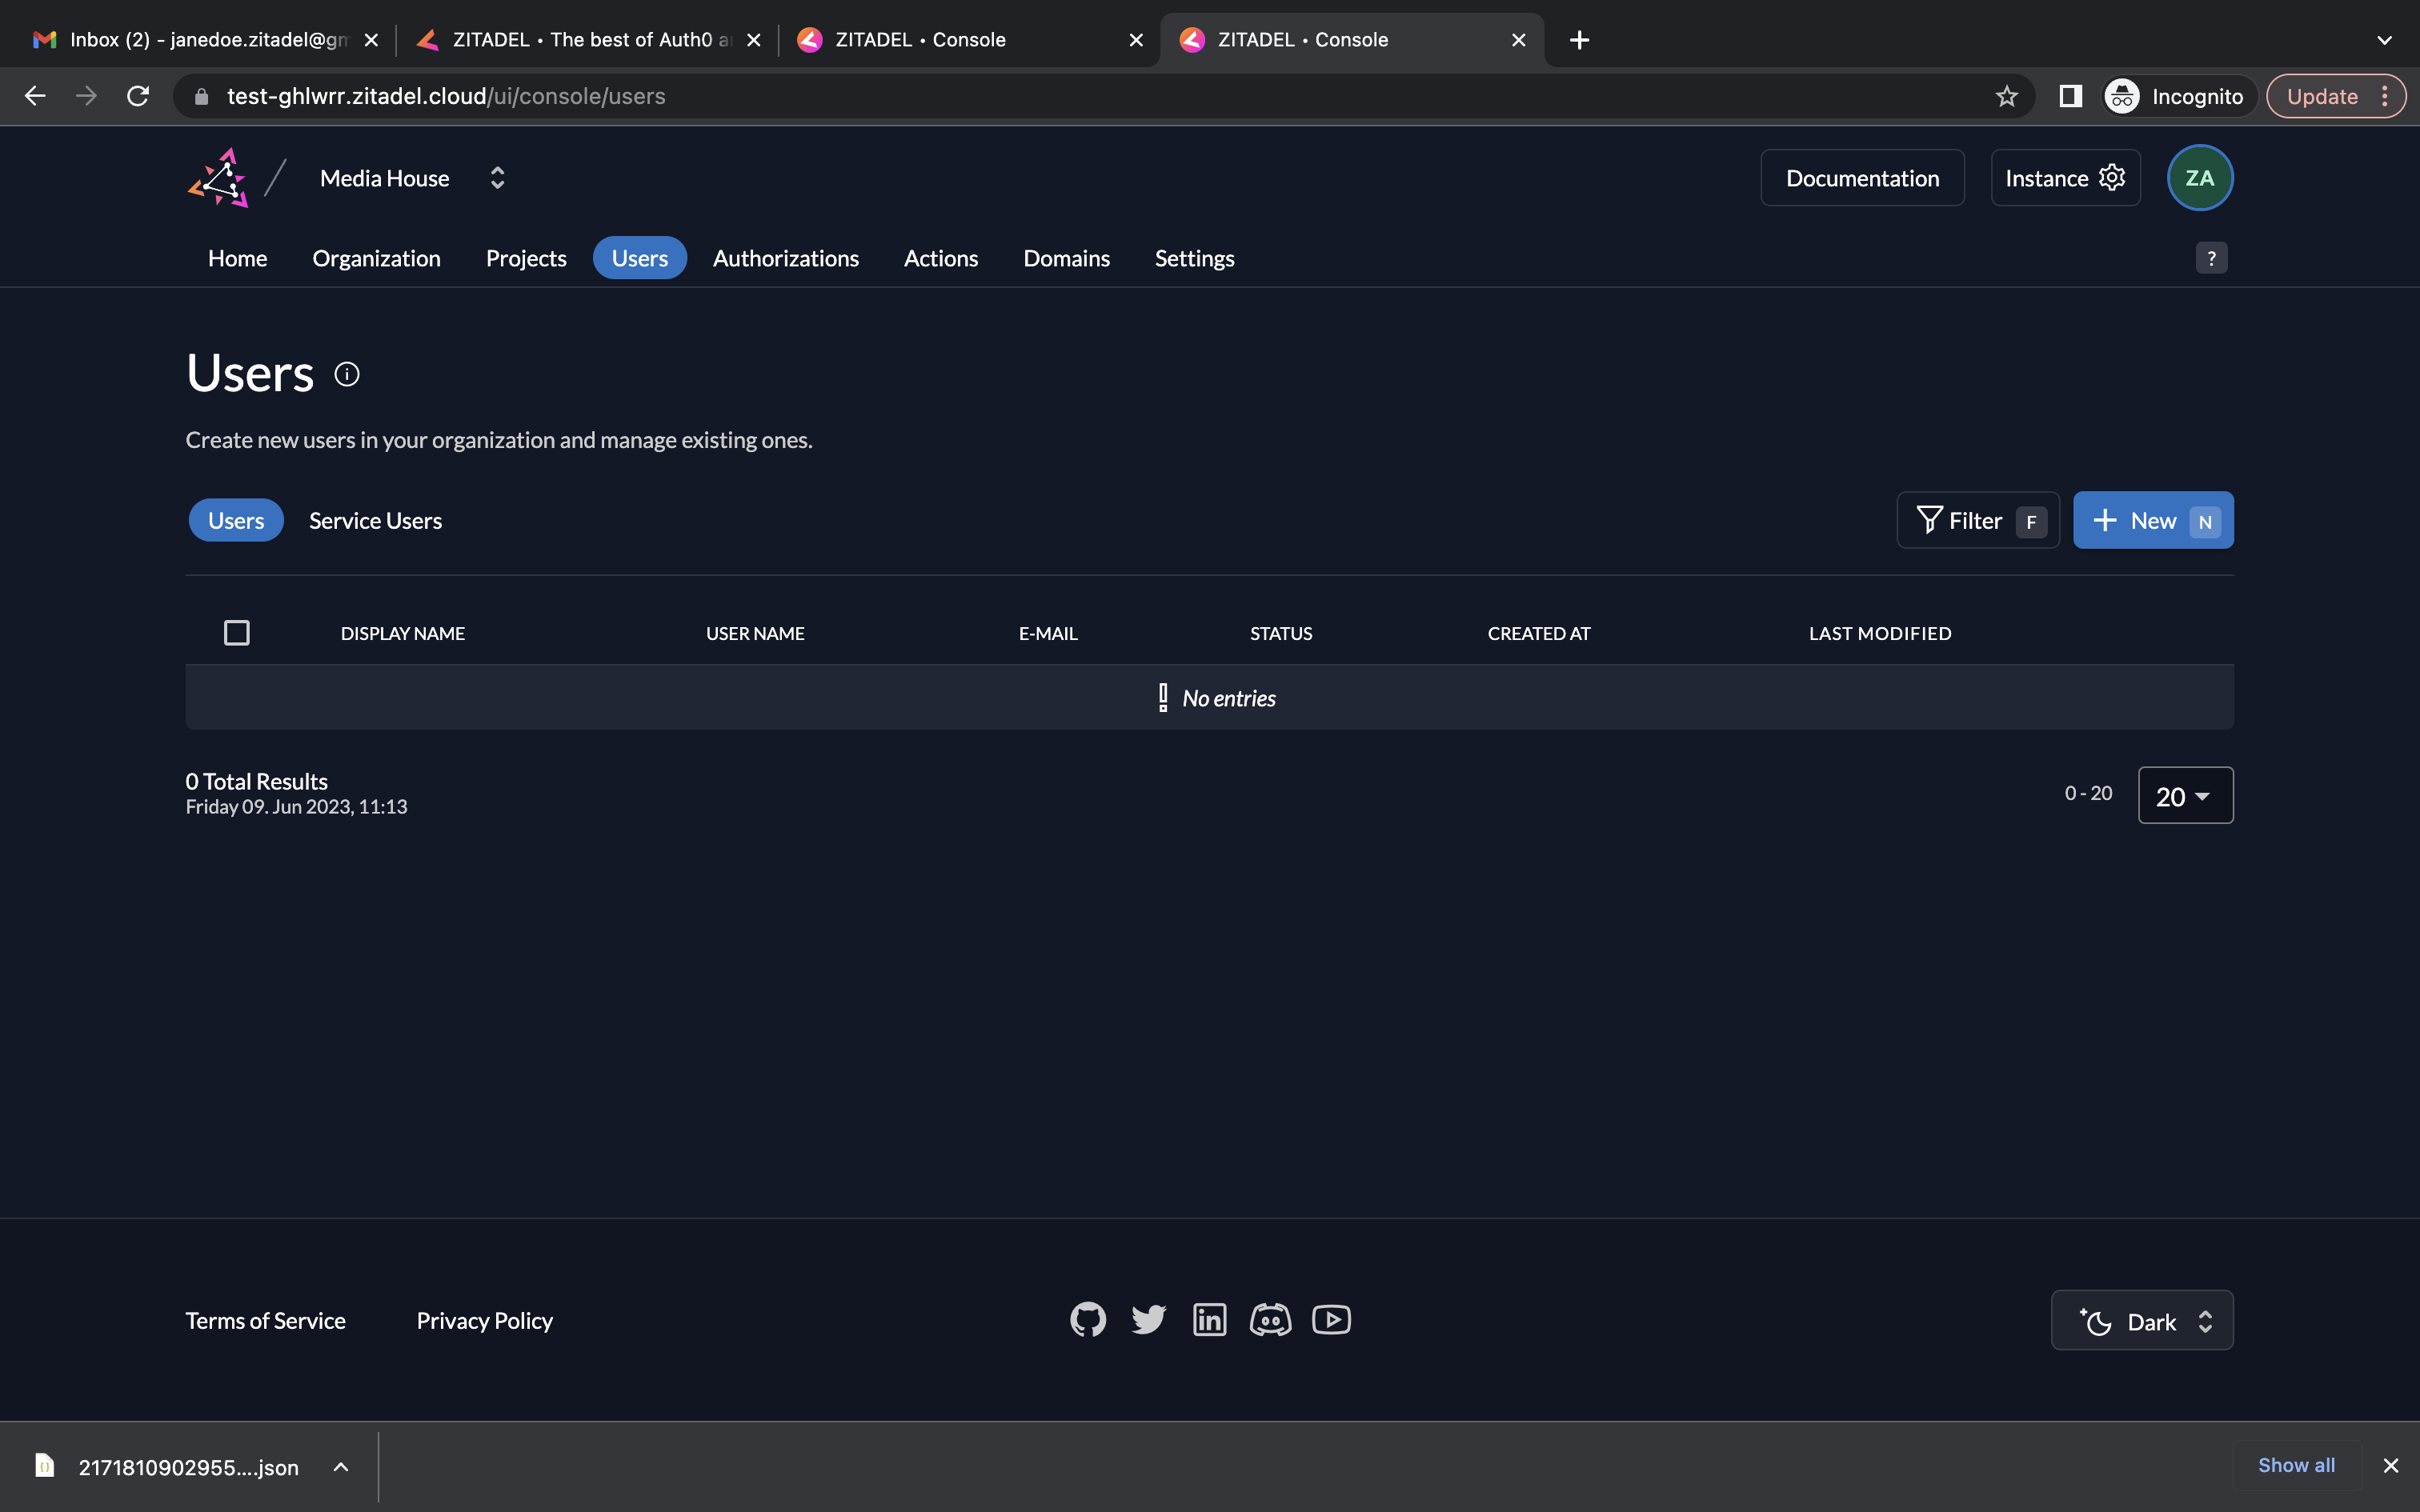 Inbox (2) - janedoe.zitadel@gm
ZITADEL • The best of Auth0 a
ZITADEL • Console
ZITADEL • Console
test-ghlwrr.zitadel.cloud/ui/console/users
Incognito
Update
Media House
Documentation
Instance
ZA
Home
Organization
Projects
Users
Authorizations
Actions
Domains
Settings
?
Users
Create new users in your organization and manage existing ones.
Users
Service Users
Filter F
New N
DISPLAY NAME
USER NAME
E-MAIL
STATUS
CREATED AT
LAST MODIFIED
No entries
0 Total Results
Friday 09. Jun 2023, 11:13
0 - 20
20
Terms of Service
Privacy Policy
Dark
2171810902955....json
Show all